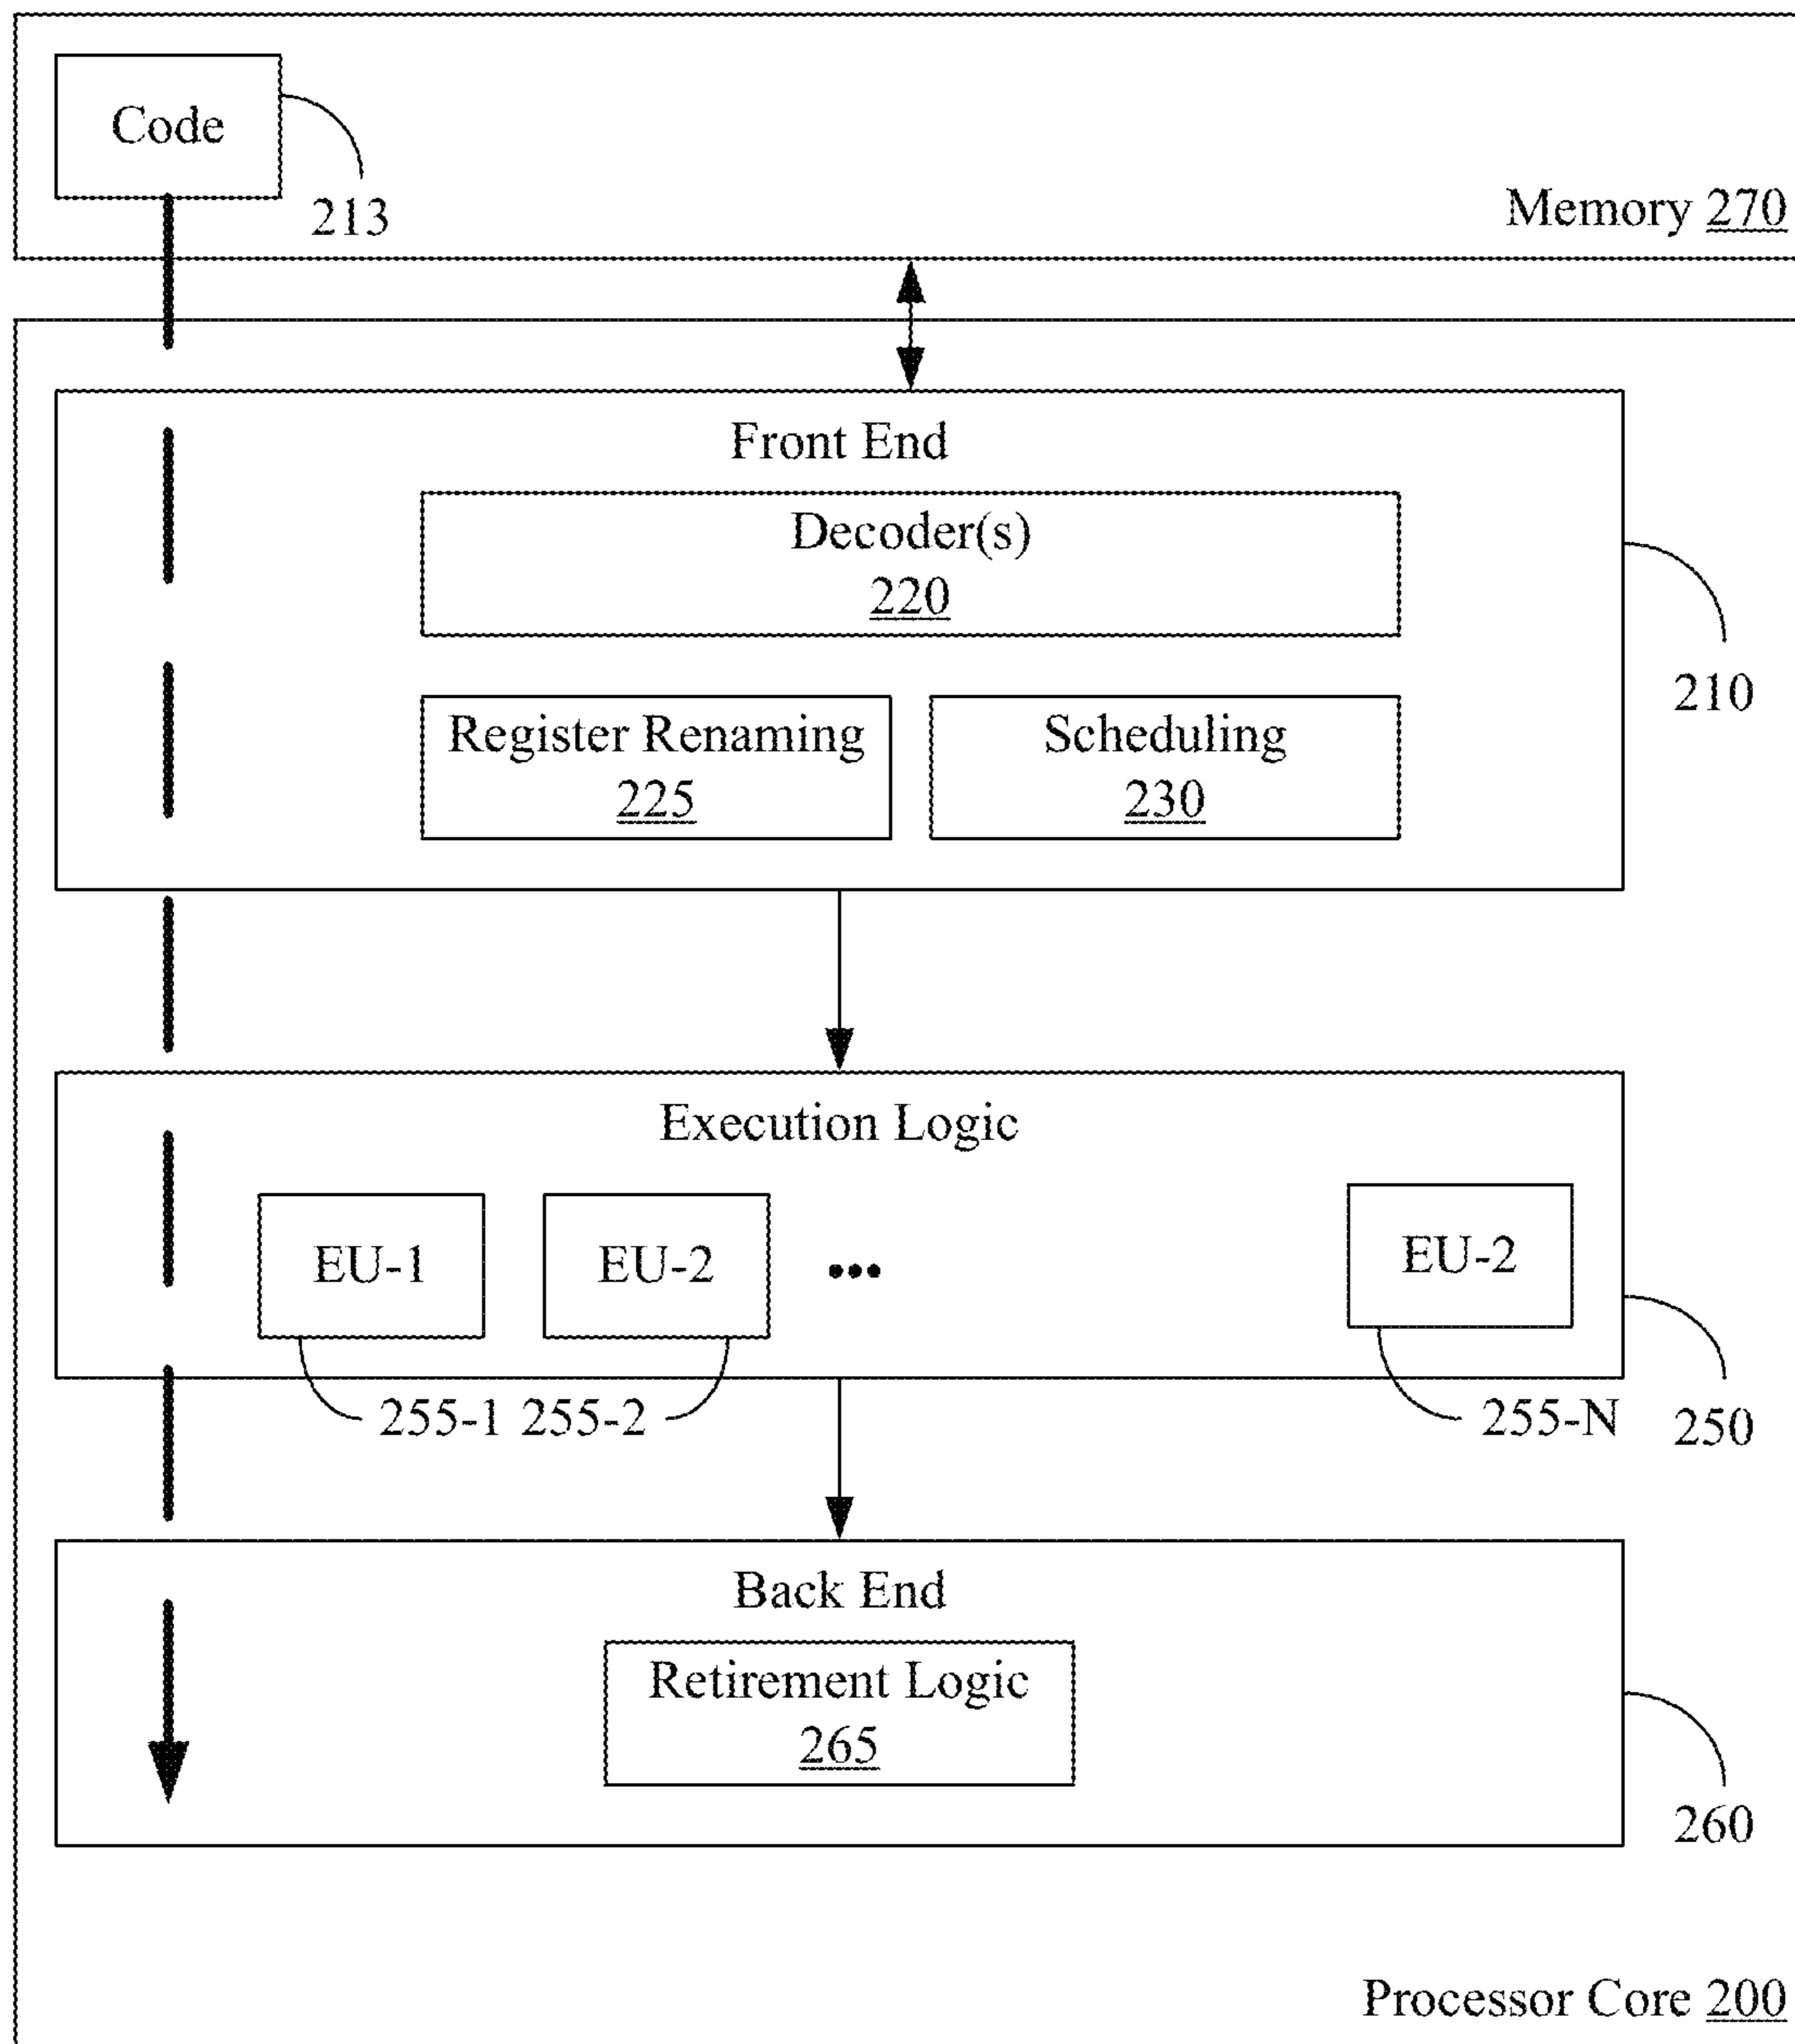 Code
213
Memory 270
Front End
Decoder(s)
220
210
Register Renaming
225
Scheduling
230
Execution Logic
EU-1
EU-2
•••
EU-2
255-1 255-2
255-N
250
Back End
Retirement Logic
265
260
Processor Core 200